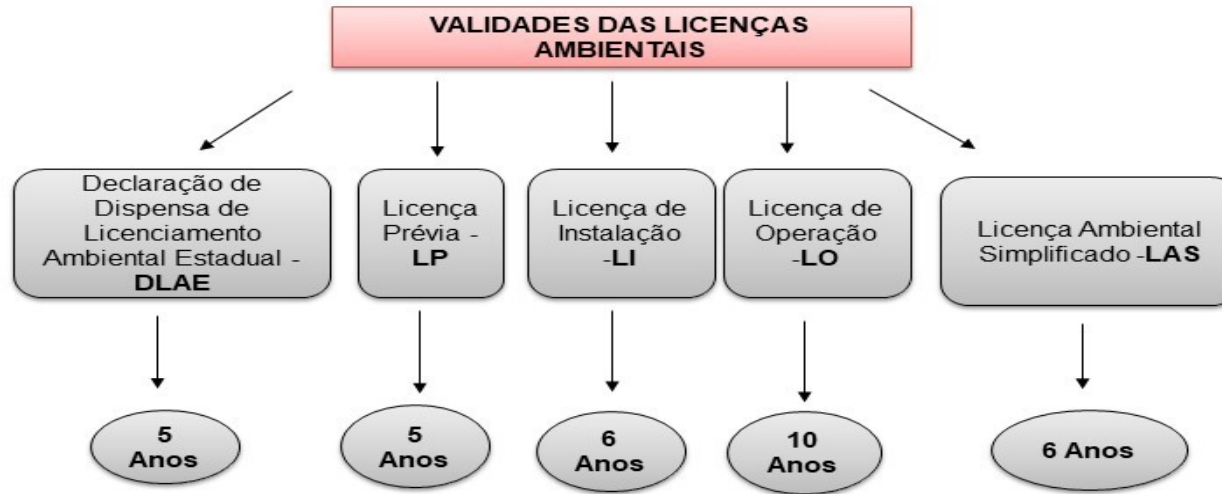 VALIDADES DAS LICENÇAS
AMBIENTAIS
Declaração de
Dispensa de
Licenciamento
Ambiental Estadual -
DLAE
Licença
Prévia -
LP
Licença de
Instalação
-LI
Licença de
Operação
-LO
Licença Ambiental
Simplificado -LAS
5
Anos
5
Anos
6
Anos
10
Anos
6 Anos